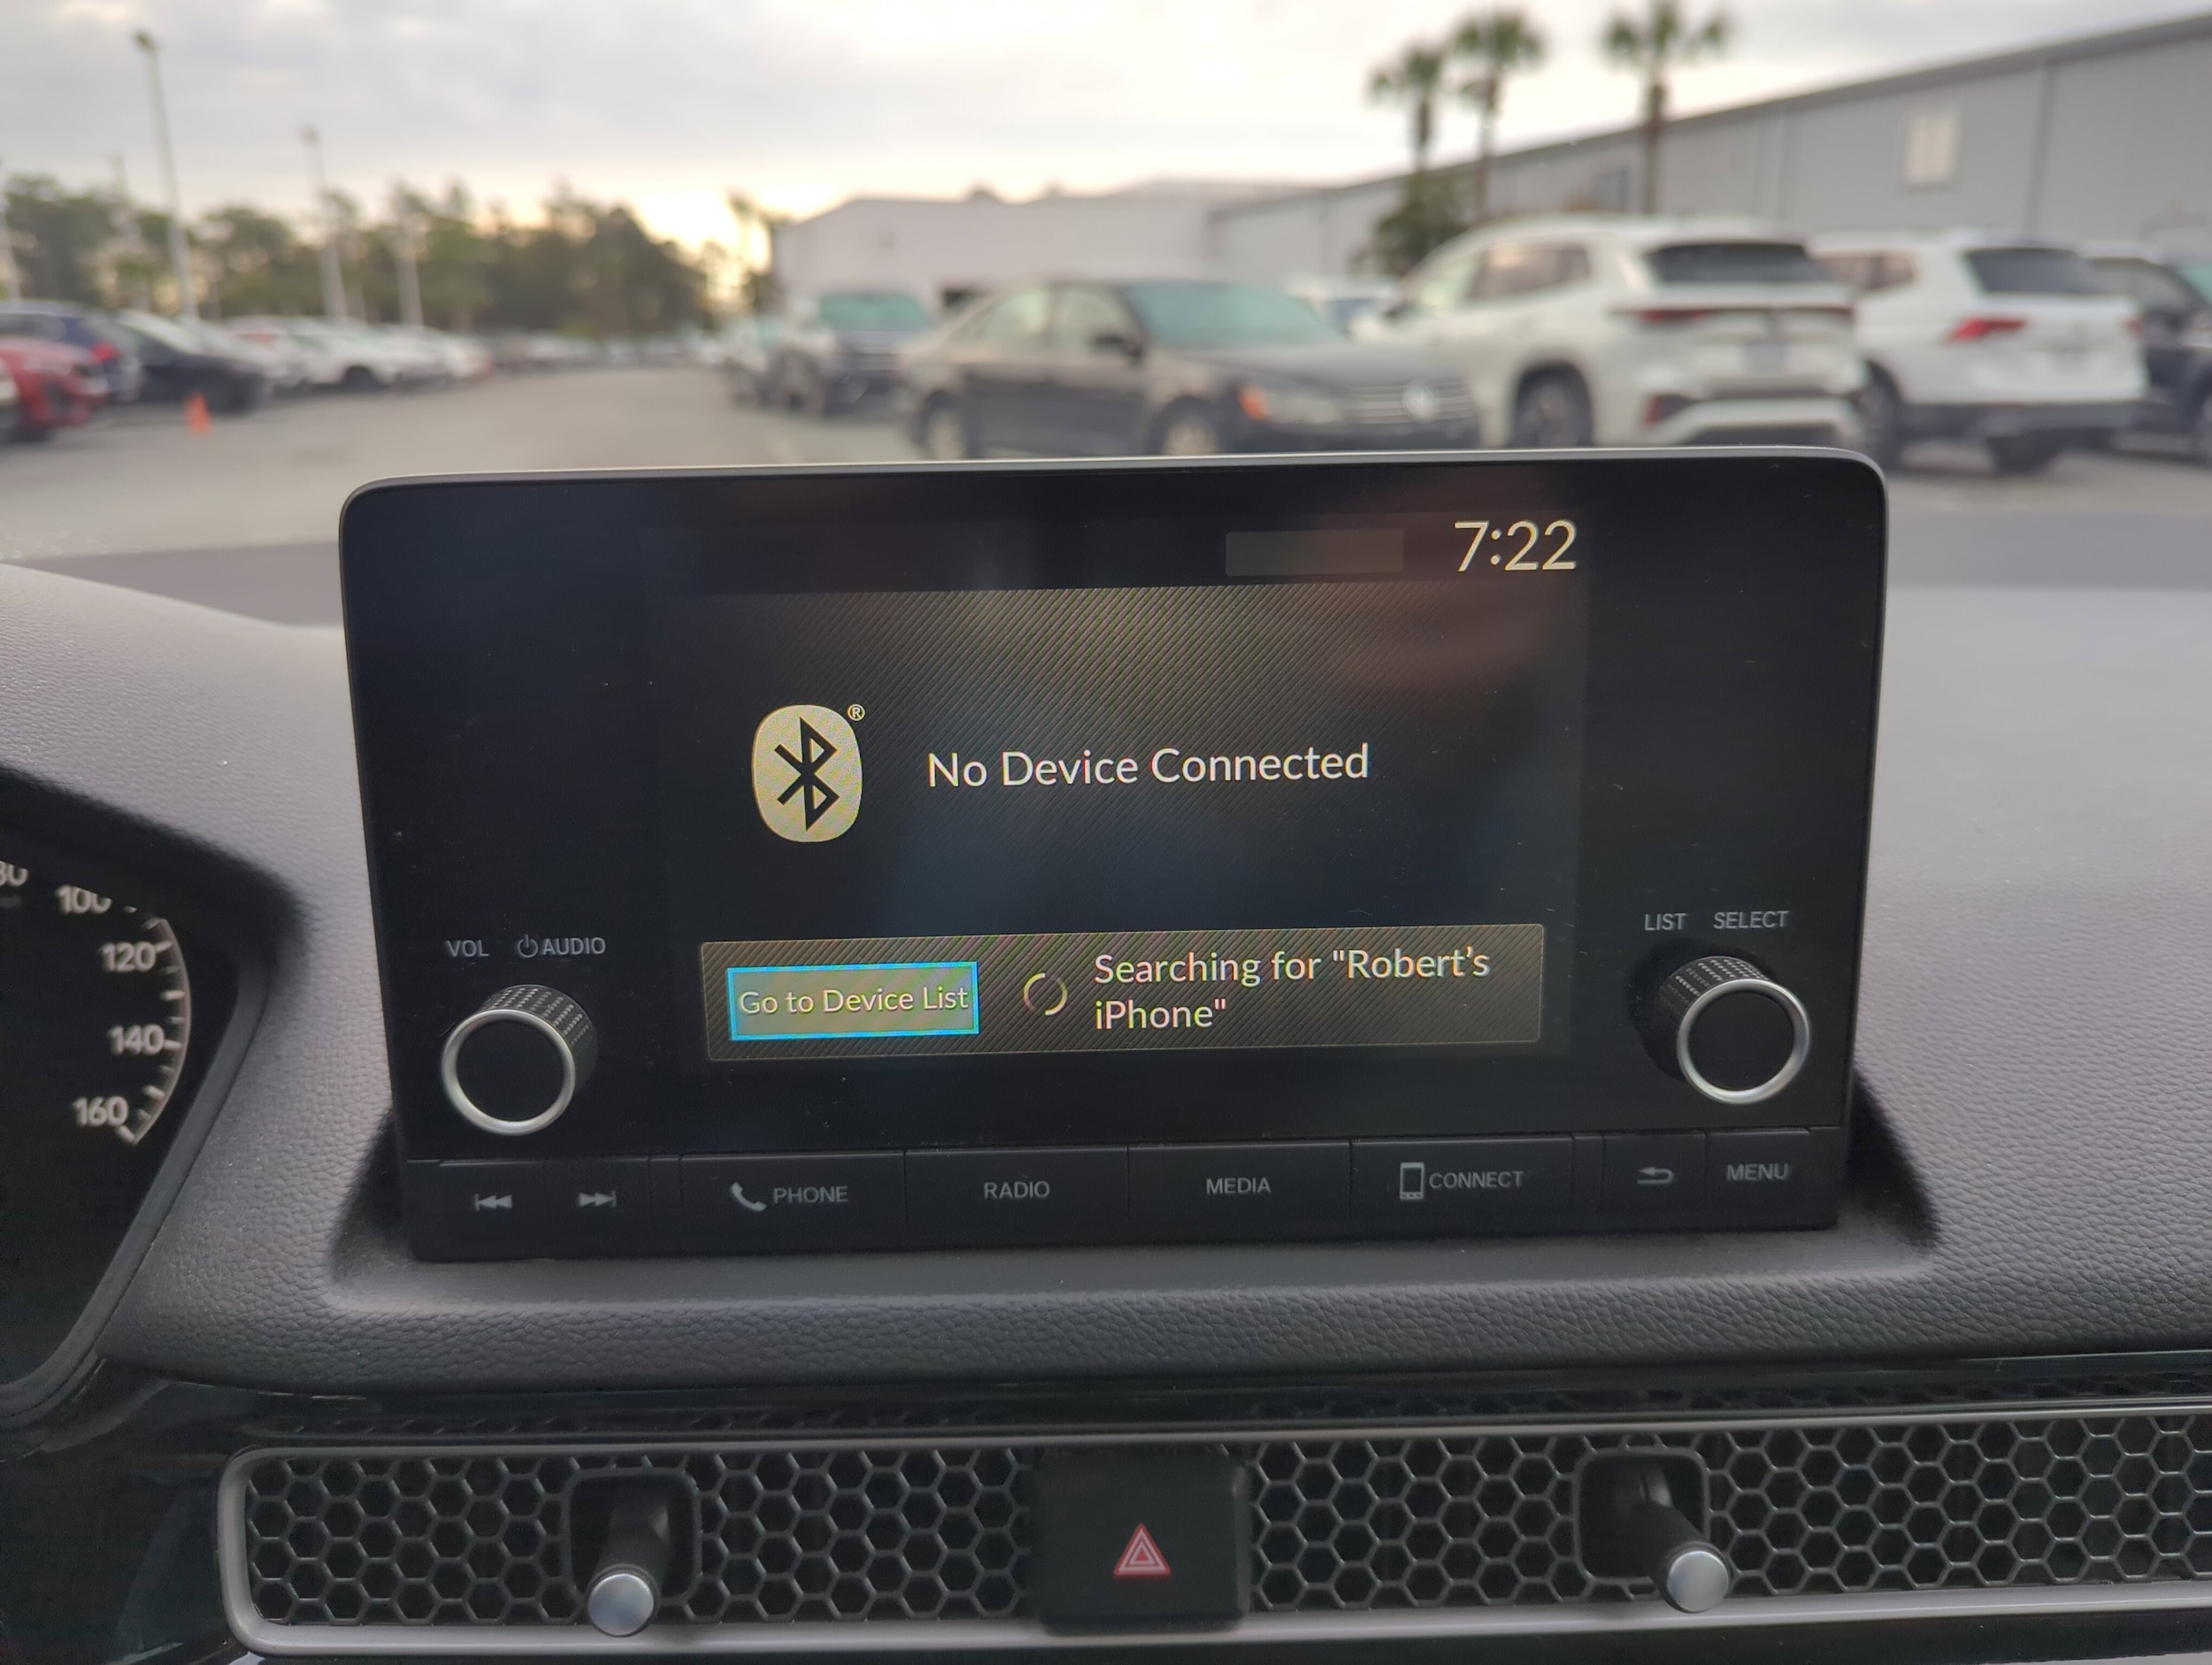 7:22
®
No Device Connected
VOL AUDIO
LIST SELECT
Go to Device List
Searching for "Robert's
iPhone"
100
120
140
160
PHONE
RADIO
MEDIA
CONNECT
MENU